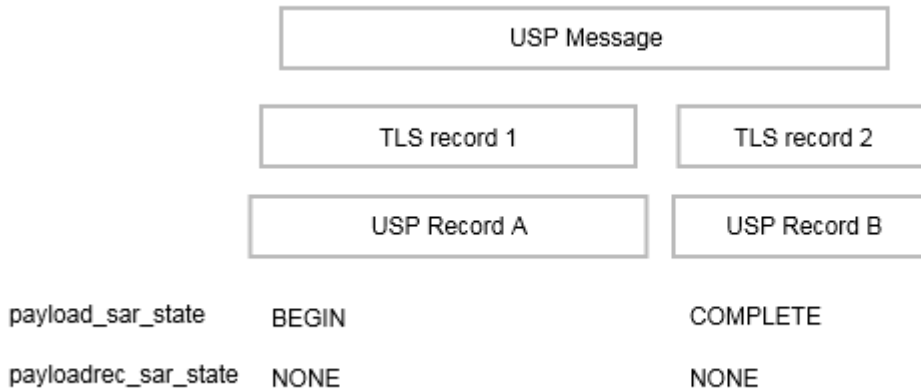 USP Message
TLS record 1 TLS record 2
USP Record A USP Record B
payload_sar_state BEGIN COMPLETE
payloadrec_sar_state NONE NONE